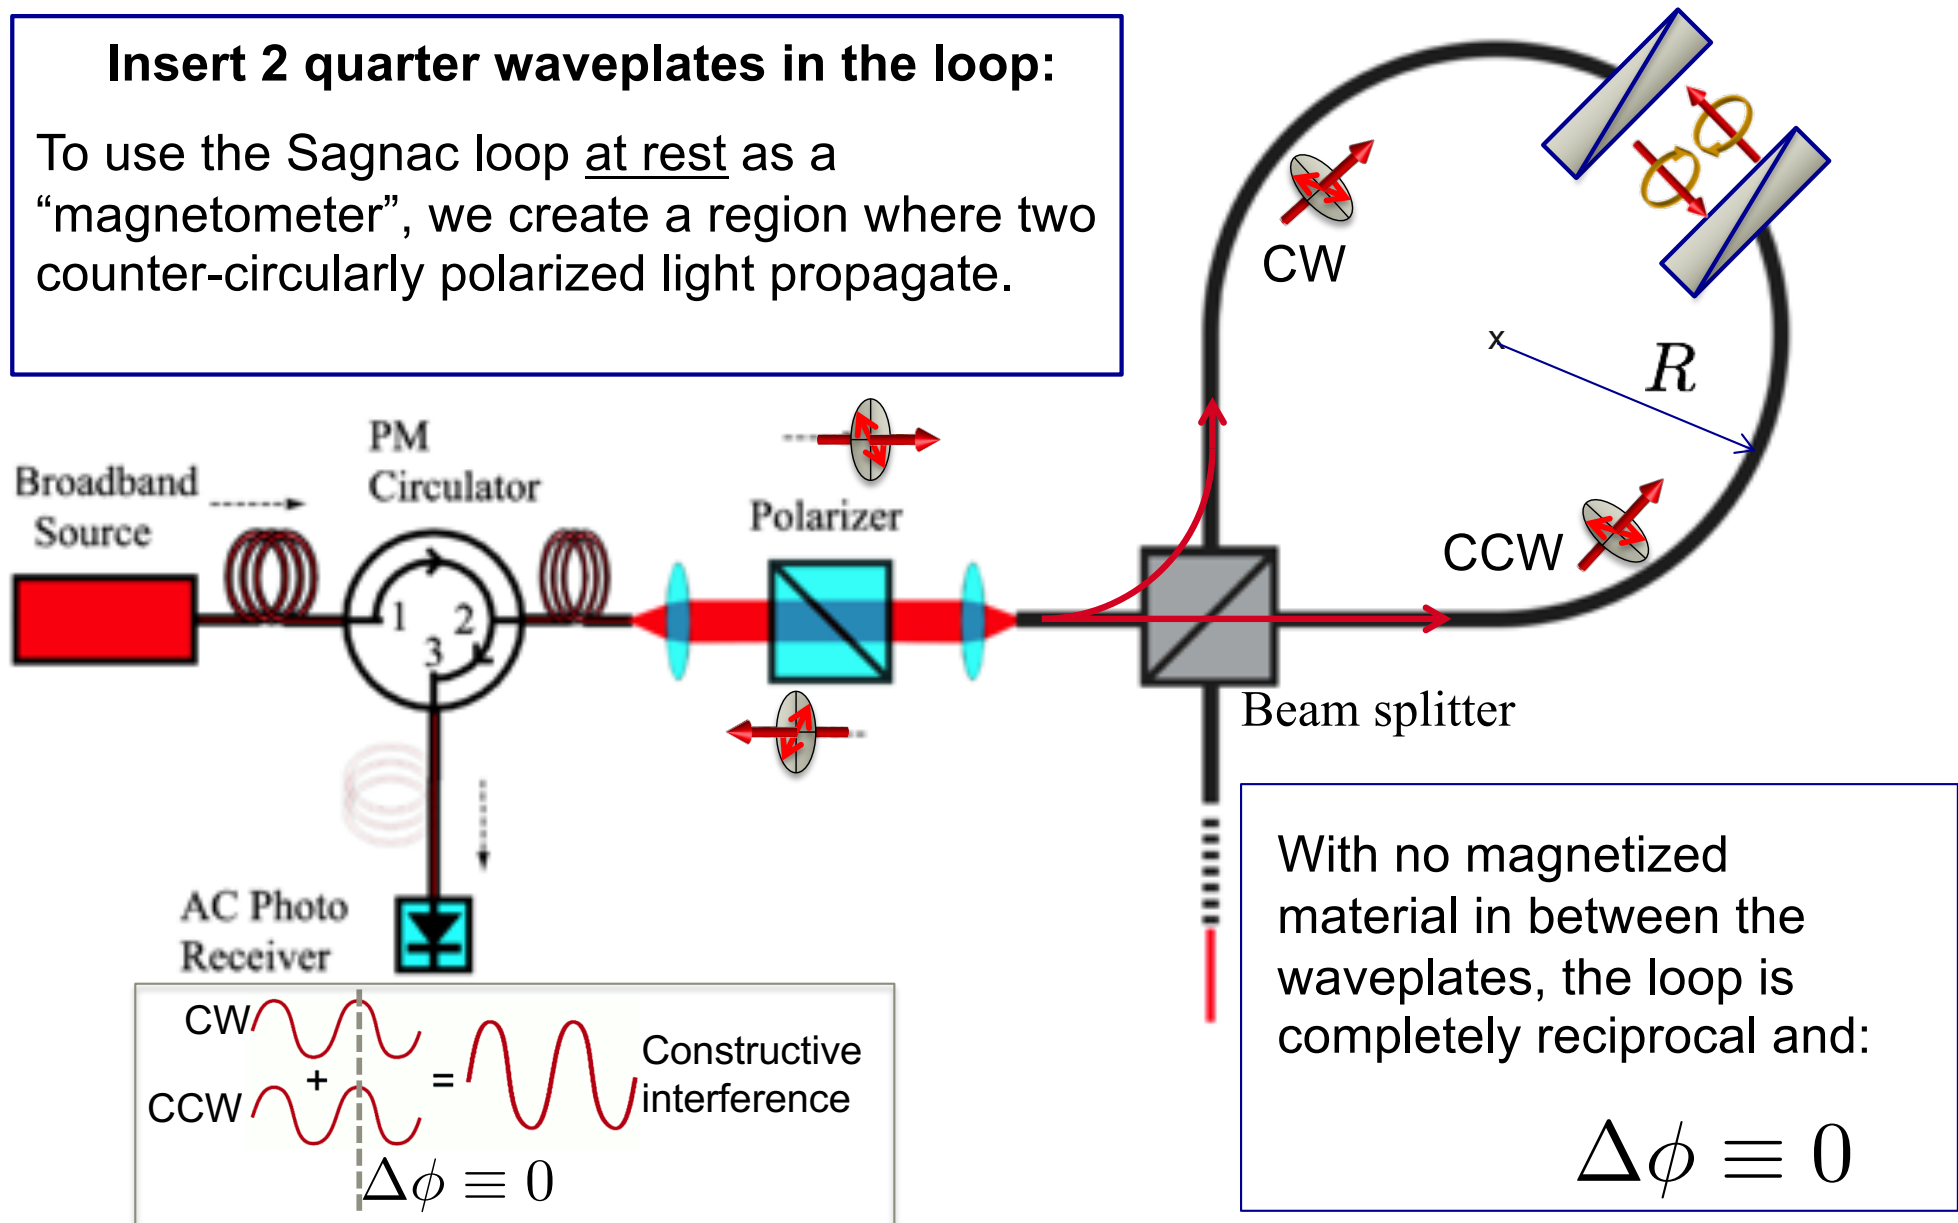 Insert 2 quarter waveplates in the loop:
To use the Sagnac loop at rest as a
“magnetometer”, we create a region where two
counter-circularly polarized light propagate.
CW
x
R
PM
Circulator
Broadband
Source
Polarizer
CCW
1
2
3
Beam splitter
AC Photo
Receiver
CW
+
=
CCW
Constructive
interference
Δϕ ≡ 0
With no magnetized
material in between the
waveplates, the loop is
completely reciprocal and:
Δϕ ≡ 0